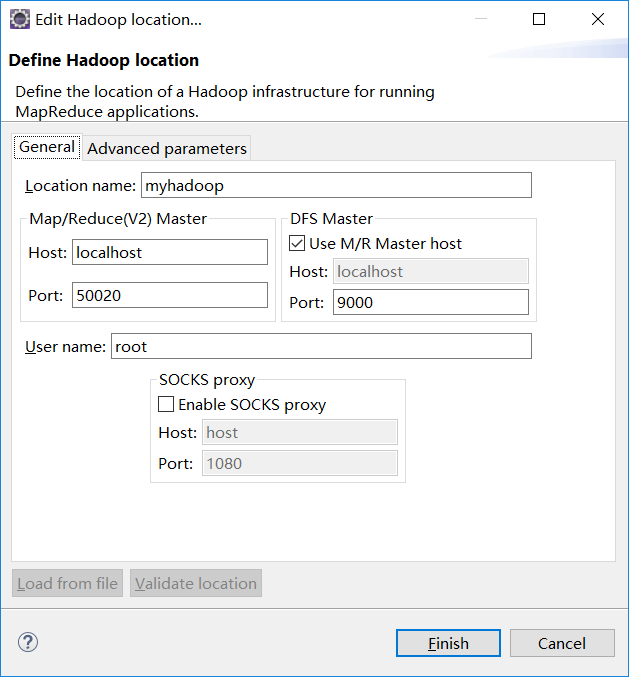 Edit Hadoop location...
Define Hadoop location
Define the location of a Hadoop infrastructure for running
MapReduce applications.
General
Advanced parameters
Location name: myhadoop
Map/Reduce(V2) Master
Host: localhost
Port: 50020
DFS Master
Use M/R Master host
Host: localhost
Port: 9000
User name: root
SOCKS proxy
Enable SOCKS proxy
Host: host
Port: 1080
Load from file
Validate location
?
Finish
Cancel